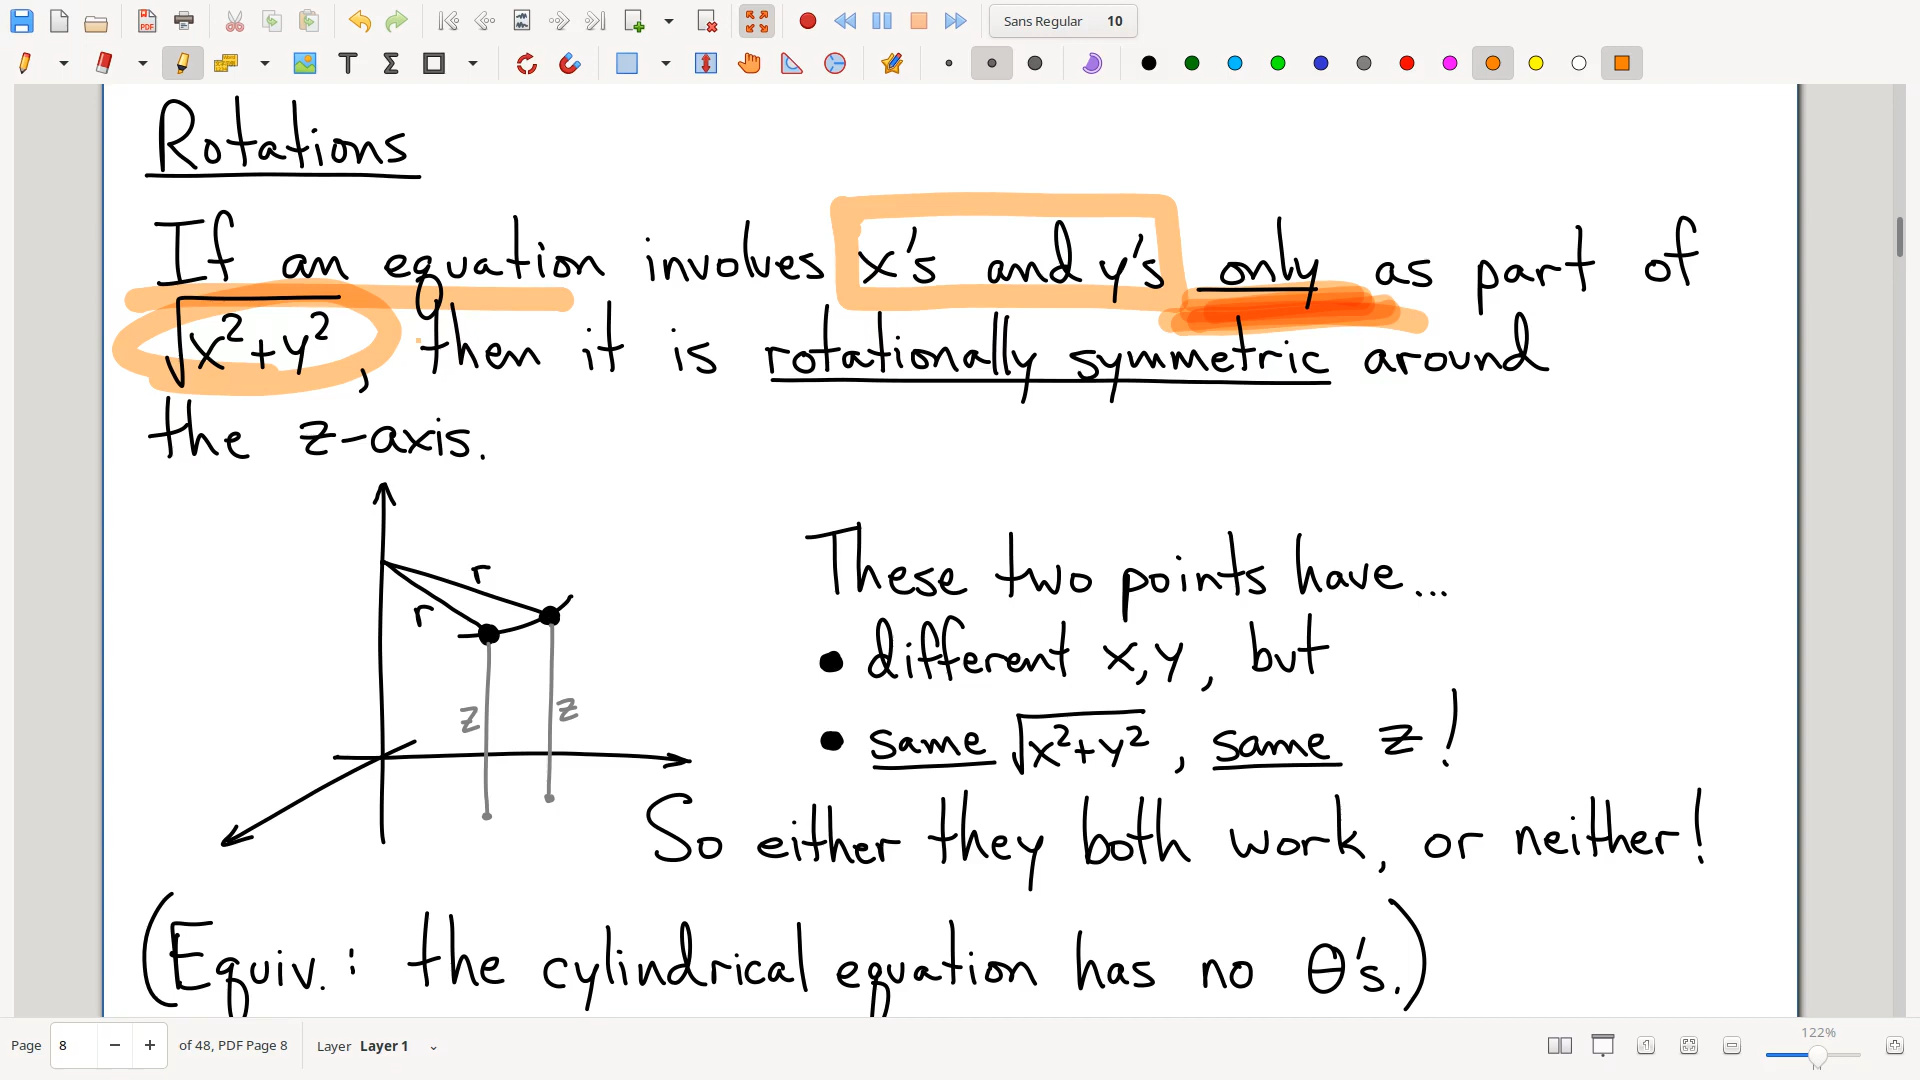 Sans Regular 10
Rotations
If an equation involves x's and y's only as part of
√x²+y², then it is rotationally symmetric around
the z-axis.
r
r
z
z
These two points have...
• different x,y, but
• same √x²+y², same z!
So either they both work, or neither!
(Equiv.: the cylindrical equation has no θ's.)
Page 8 of 48, PDF Page 8 Layer Layer 1 122%